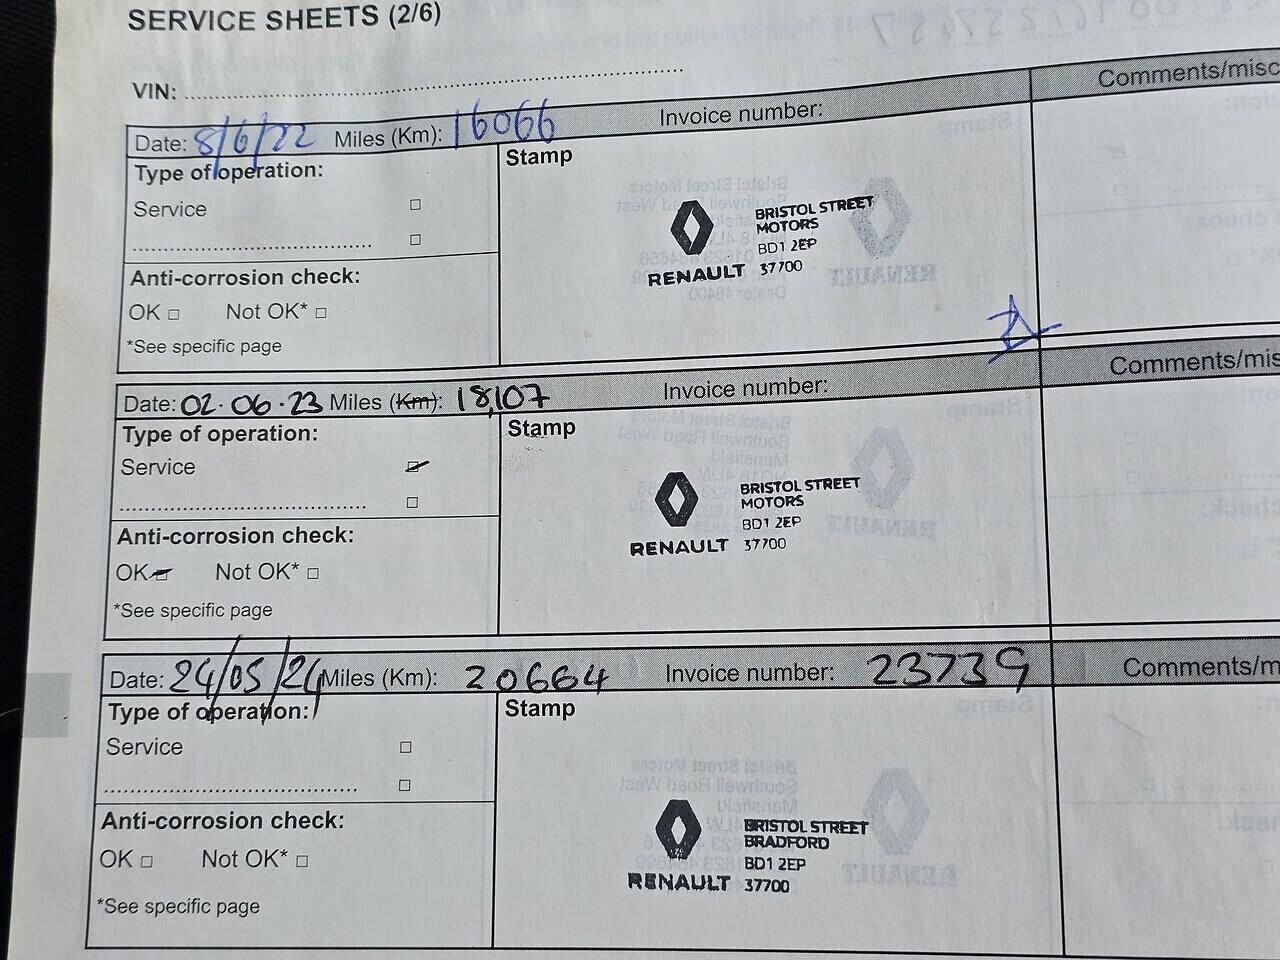 SERVICE SHEETS (2/6)
VIN:
Date: 8/6/22 Miles (Km): 16066 Invoice number: Comments/misc
Type of operation:
Service
Anti-corrosion check:
OK Not OK*
*See specific page
Stamp
BRISTOL STREET
MOTORS
BD1 2EP
RENAULT 37700
Date: 02.06.23 Miles (Km): 18,107 Invoice number: Comments/mis
Type of operation:
Service
Anti-corrosion check:
OK Not OK*
*See specific page
Stamp
BRISTOL STREET
MOTORS
BD1 2EP
RENAULT 37700
Date: 24/05/24 Miles (Km): 20664 Invoice number: 23739 Comments/m
Type of operation:
Service
Anti-corrosion check:
OK Not OK*
*See specific page
Stamp
BRISTOL STREET
BRADFORD
BD1 2EP
RENAULT 37700